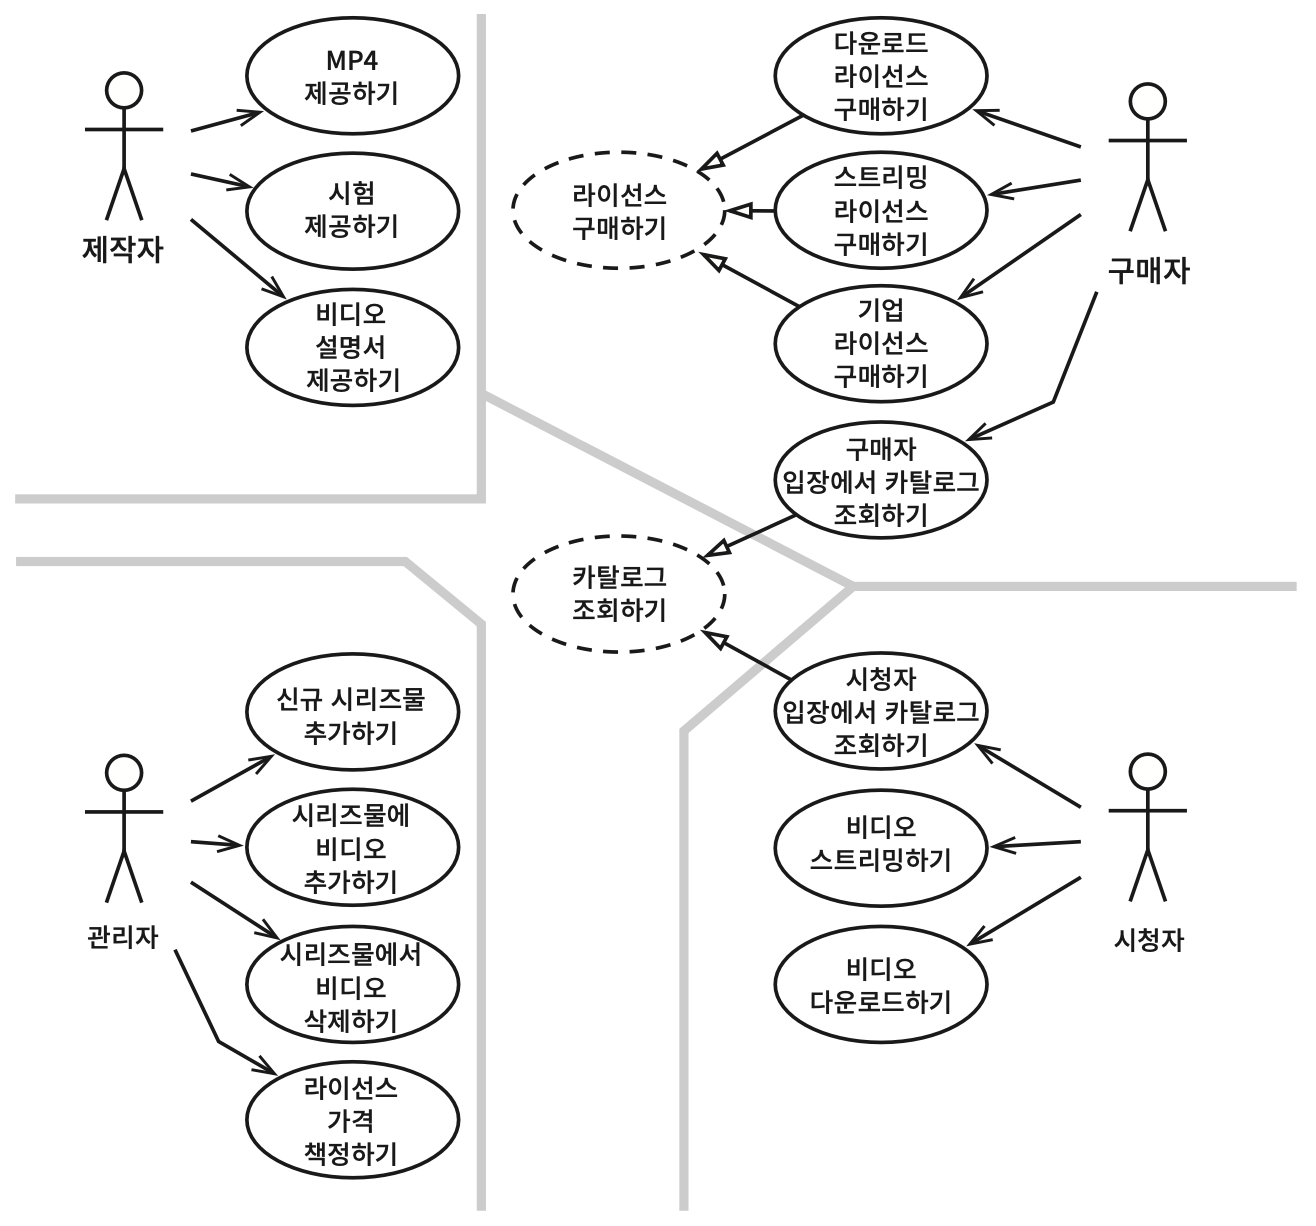 MP4
제공하기
시험
제공하기
비디오
설명서
제공하기
제작자
다운로드
라이선스
구매하기
스트리밍
라이선스
구매하기
기업
라이선스
구매하기
라이선스
구매하기
구매자
구매자
입장에서 카탈로그
조회하기
카탈로그
조회하기
신규 시리즈물
추가하기
시리즈물에
비디오
추가하기
시리즈물에서
비디오
삭제하기
라이선스
가격
책정하기
관리자
시청자
입장에서 카탈로그
조회하기
비디오
스트리밍하기
비디오
다운로드하기
시청자